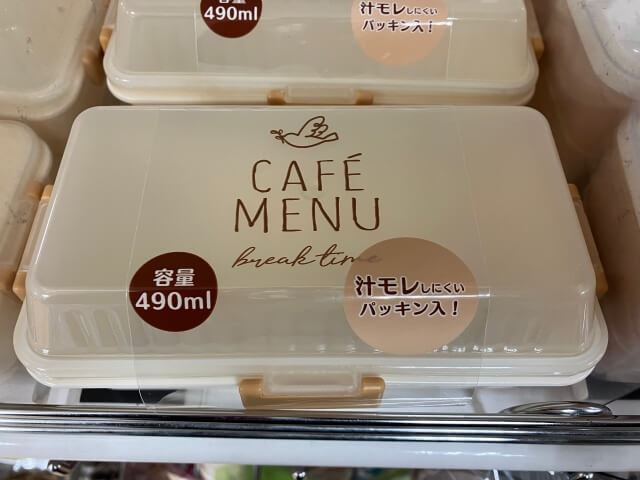 容量
490ml
汁モレしにくい
パッキン入!
CAFÉ
MENU
break time
容量
490ml
汁モレしにくい
パッキン入!